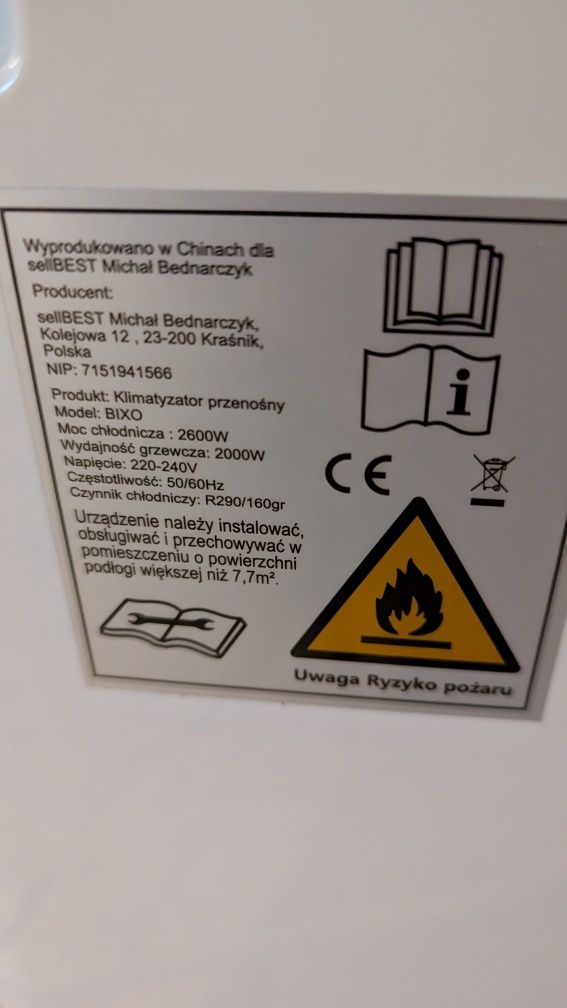 Wyprodukowano w Chinach dla
sellBEST Michał Bednarczyk
Producent:
sellBEST Michał Bednarczyk,
Kolejowa 12 , 23-200 Kraśnik,
Polska
NIP: 7151941566
Produkt: Klimatyzator przenośny
Model: BIXO
Moc chłodnicza : 2600W
Wydajność grzewcza: 2000W
Napięcie: 220-240V
Częstotliwość: 50/60Hz
Czynnik chłodniczy: R290/160gr
Urządzenie należy instalować,
obsługiwać i przechowywać w
pomieszczeniu o powierzchni
podłogi większej niż 7,7m².
i
CE
Uwaga Ryzyko pożaru